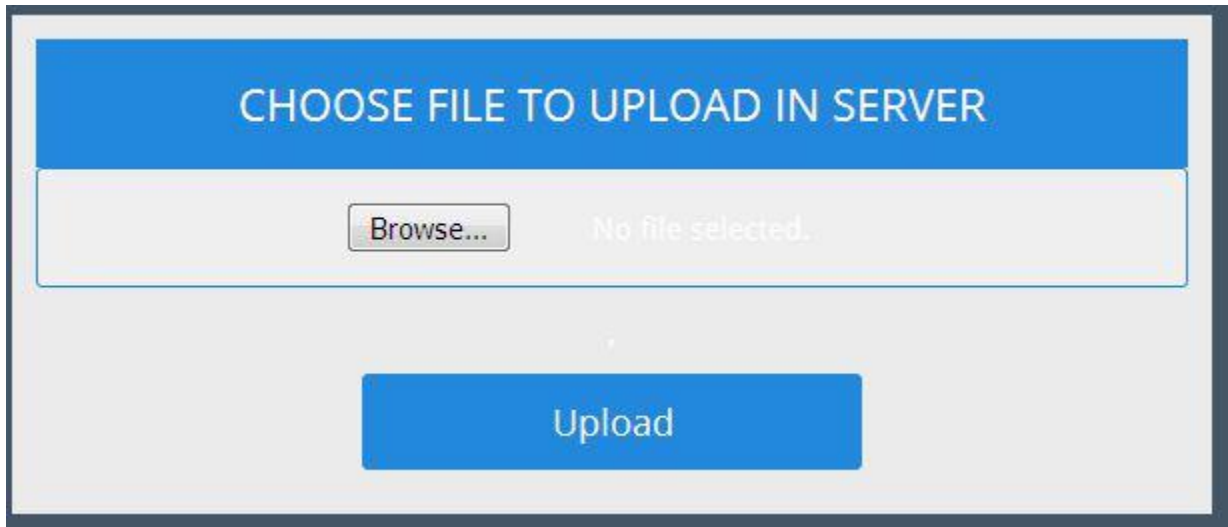 CHOOSE FILE TO UPLOAD IN SERVER
Browse... No file selected.
.
Upload